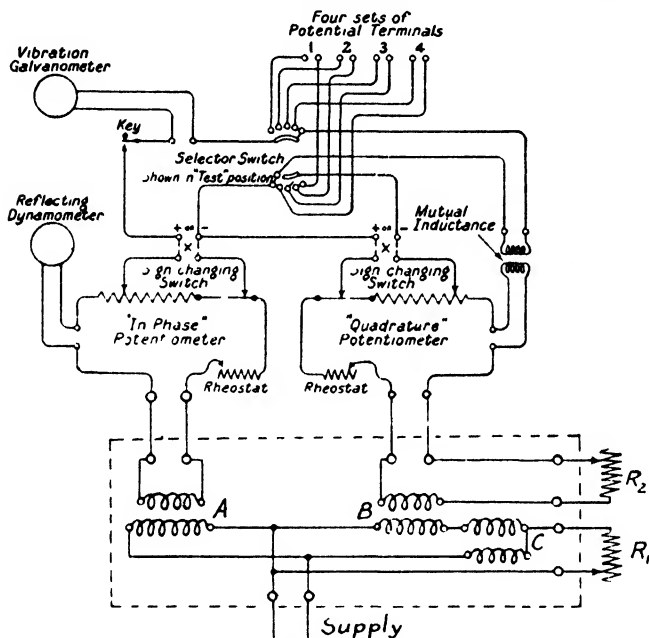 Four sets of
Potential Terminals
1 2 3 4
Vibration
Galvanometer
Key
Selector Switch
Shown n "Test" position
Reflecting
Dynamometer
+ -
+ -
Mutual
Inductance
X
X
Sign changing
Switch
Sign changing
Switch
"In Phase"
Potentiometer
"Quadrature"
Potentiometer
Rheostat
Rheostat
A
B
C
R2
R1
Supply